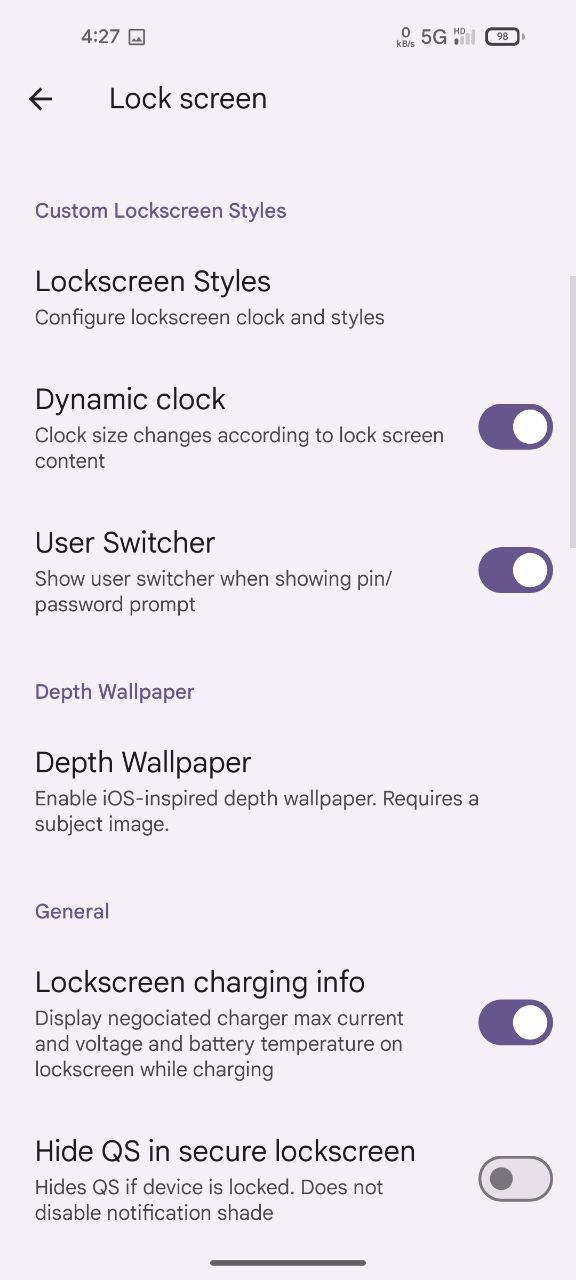 4:27
0 kB/s 5G HD 98
Lock screen
Custom Lockscreen Styles
Lockscreen Styles
Configure lockscreen clock and styles
Dynamic clock
Clock size changes according to lock screen
content
User Switcher
Show user switcher when showing pin/
password prompt
Depth Wallpaper
Depth Wallpaper
Enable iOS-inspired depth wallpaper. Requires a
subject image.
General
Lockscreen charging info
Display negociated charger max current
and voltage and battery temperature on
lockscreen while charging
Hide QS in secure lockscreen
Hides QS if device is locked. Does not
disable notification shade